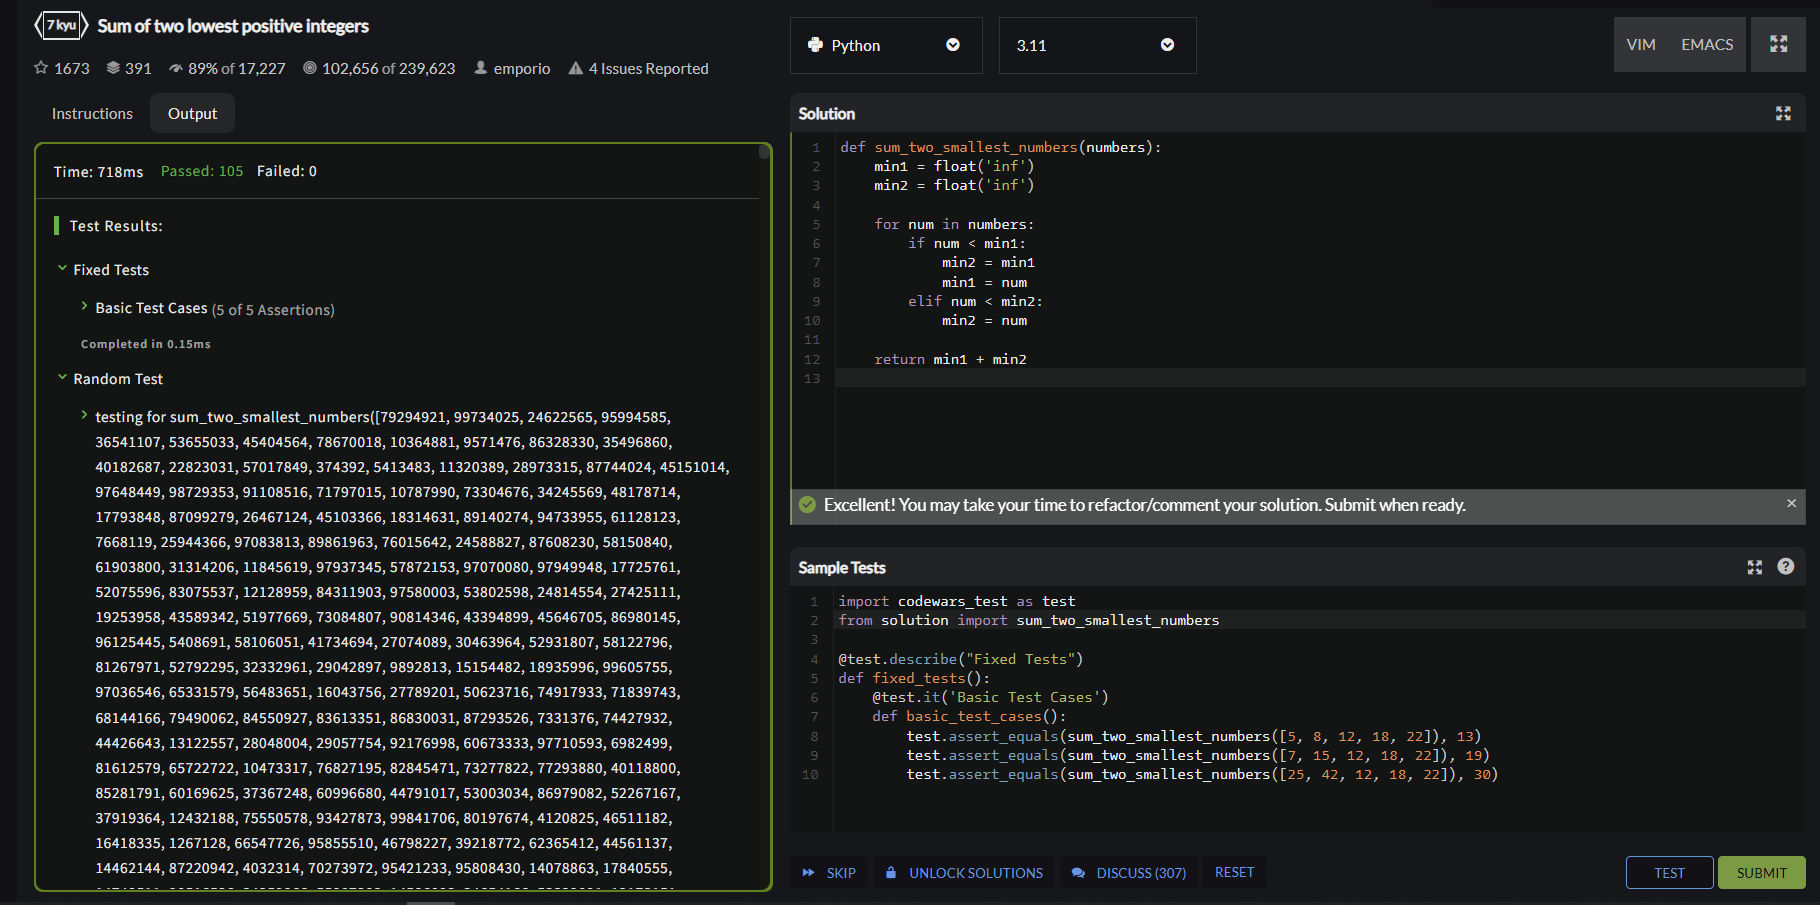 7 kyu Sum of two lowest positive integers
1673 391 89% of 17,227 102,656 of 239,623 emporio 4 Issues Reported
Instructions Output
Time: 718ms Passed: 105 Failed: 0
Test Results:
Fixed Tests
Basic Test Cases (5 of 5 Assertions)
Completed in 0.15ms
Random Test
testing for sum_two_smallest_numbers([79294921, 99734025, 24622565, 95994585,
36541107, 53655033, 45404564, 78670018, 10364881, 9571476, 86328330, 35496860,
40182687, 22823031, 57017849, 374392, 5413483, 11320389, 28973315, 87744024, 45151014,
97648449, 98729353, 91108516, 71797015, 10787990, 73304676, 34245569, 48178714,
17793848, 87099279, 26467124, 45103366, 18314631, 89140274, 94733955, 61128123,
7668119, 25944366, 97083813, 89861963, 76015642, 24588827, 87608230, 58150840,
61903800, 31314206, 11845619, 97937345, 57872153, 97070080, 97949948, 17725761,
52075596, 83075537, 12128959, 84311903, 97580003, 53802598, 24814554, 27425111,
19253958, 43589342, 51977669, 73084807, 90814346, 43394899, 45646705, 86980145,
96125445, 5408691, 58106051, 41734694, 27074089, 30463964, 52931807, 58122796,
81267971, 52792295, 32332961, 29042897, 9892813, 15154482, 18935996, 99605755,
97036546, 65331579, 56483651, 16043756, 27789201, 50623716, 74917933, 71839743,
68144166, 79490062, 84550927, 83613351, 86830031, 87293526, 7331376, 74427932,
44426643, 13122557, 28048004, 29057754, 92176998, 60673333, 97710593, 6982499,
81612579, 65722722, 10473317, 76827195, 82845471, 73277822, 77293880, 40118800,
85281791, 60169625, 37367248, 60996680, 44791017, 53003034, 86979082, 52267167,
37919364, 12432188, 75550578, 93427873, 99841706, 80197674, 4120825, 46511182,
16418335, 1267128, 66547726, 95855510, 46798227, 39218772, 62365412, 44561137,
14462144, 87220942, 4032314, 70273972, 95421233, 95808430, 14078863, 17840555,
Python 3.11 VIM EMACS
Solution
1 def sum_two_smallest_numbers(numbers):
2 min1 = float('inf')
3 min2 = float('inf')
4
5 for num in numbers:
6 if num < min1:
7 min2 = min1
8 min1 = num
9 elif num < min2:
10 min2 = num
11
12 return min1 + min2
13
Excellent! You may take your time to refactor/comment your solution. Submit when ready. ×
Sample Tests ?
1 import codewars_test as test
2 from solution import sum_two_smallest_numbers
3
4 @test.describe("Fixed Tests")
5 def fixed_tests():
6 @test.it('Basic Test Cases')
7 def basic_test_cases():
8 test.assert_equals(sum_two_smallest_numbers([5, 8, 12, 18, 22]), 13)
9 test.assert_equals(sum_two_smallest_numbers([7, 15, 12, 18, 22]), 19)
10 test.assert_equals(sum_two_smallest_numbers([25, 42, 12, 18, 22]), 30)
SKIP UNLOCK SOLUTIONS DISCUSS (307) RESET TEST SUBMIT